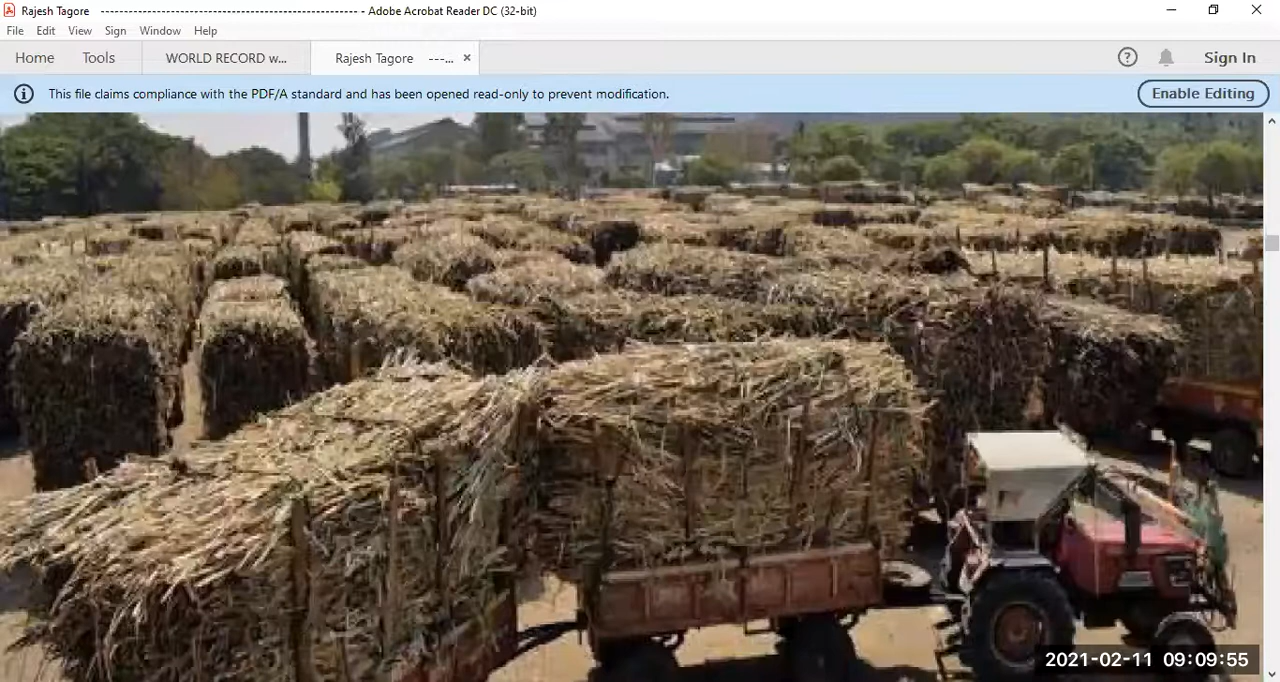 Rajesh Tagore -------------------------------------------------- - Adobe Acrobat Reader DC (32-bit)
File Edit View Sign Window Help
Home Tools WORLD RECORD w... Rajesh Tagore ---... × Sign In
This file claims compliance with the PDF/A standard and has been opened read-only to prevent modification. Enable Editing
2021-02-11 09:09:55